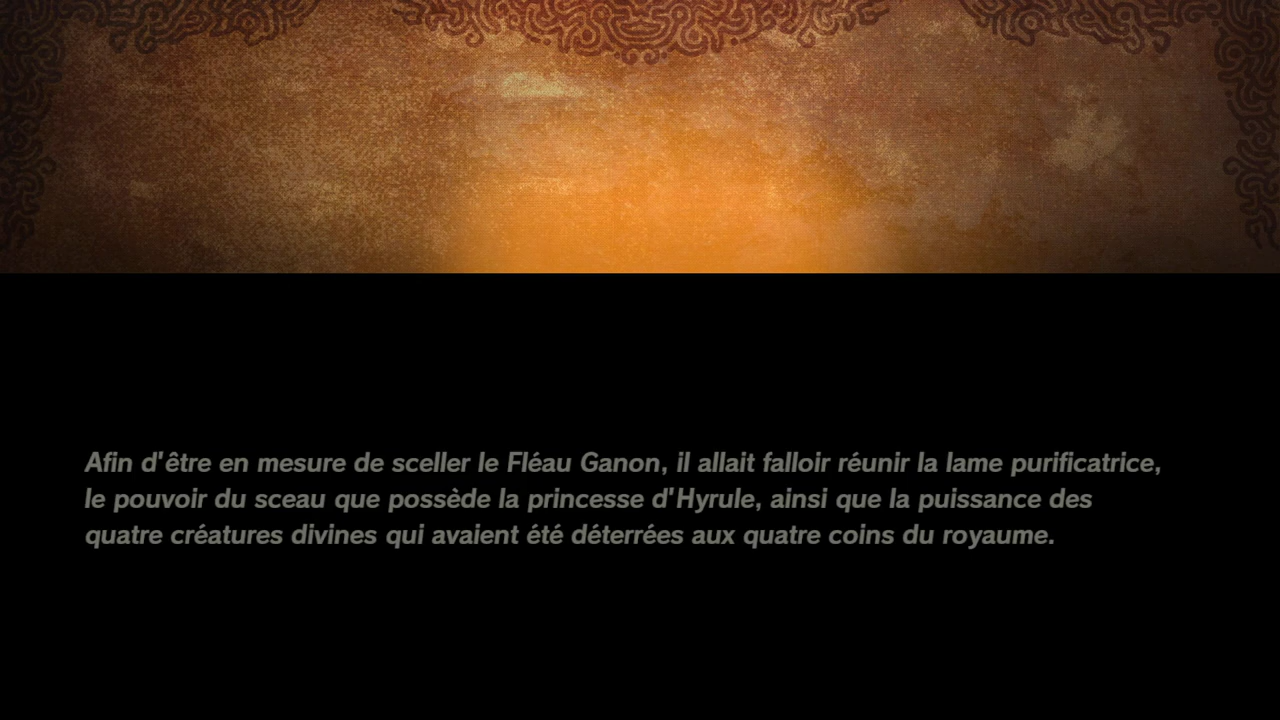 Afin d'être en mesure de sceller le Fléau Ganon, il allait falloir réunir la lame purificatrice,
le pouvoir du sceau que possède la princesse d'Hyrule, ainsi que la puissance des
quatre créatures divines qui avaient été déterrées aux quatre coins du royaume.